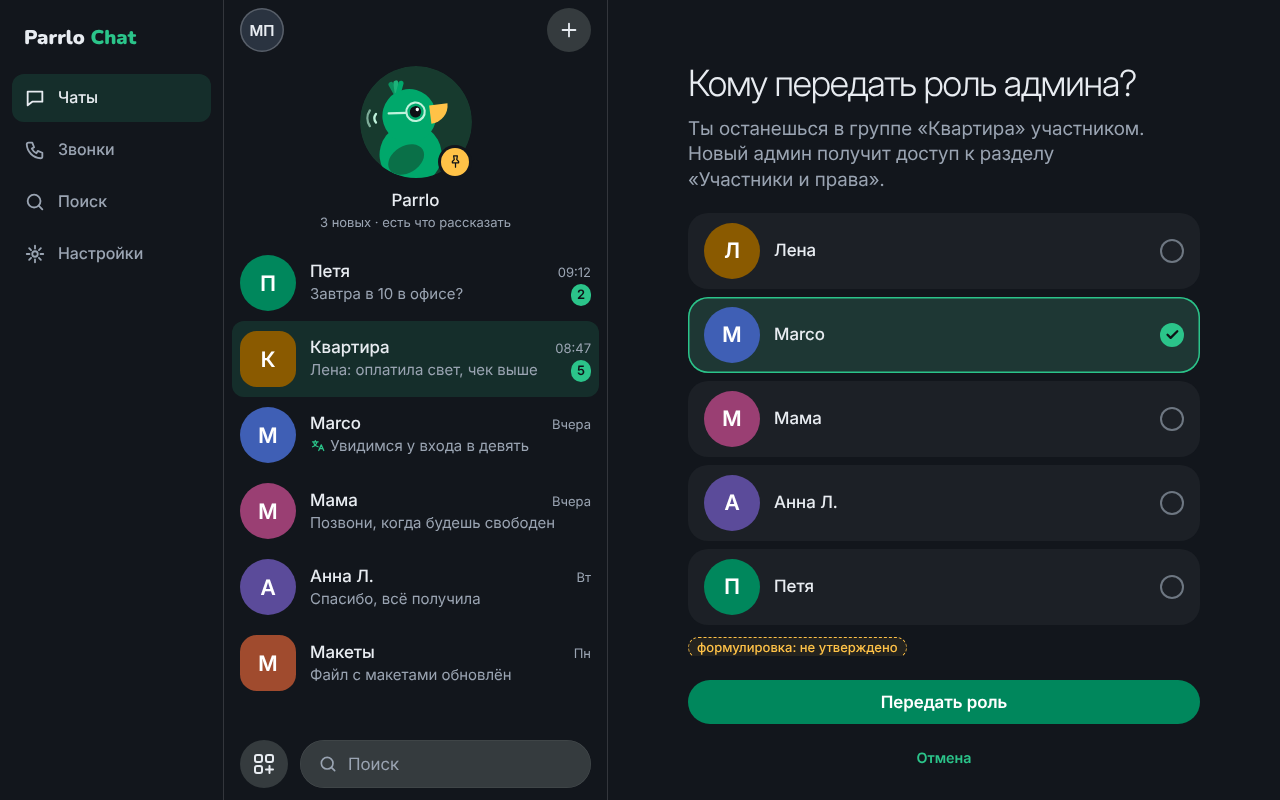 Parrlo Chat
Чаты
Звонки
Поиск
Настройки
МП
Parrlo
3 новых · есть что рассказать
П
Петя
09:12
Завтра в 10 в офисе?
2
К
Квартира
08:47
Лена: оплатила свет, чек выше
5
M
Marco
Вчера
Увидимся у входа в девять
М
Мама
Вчера
Позвони, когда будешь свободен
А
Анна Л.
Вт
Спасибо, всё получила
М
Макеты
Пн
Файл с макетами обновлён
Поиск
Кому передать роль админа?
Ты останешься в группе «Квартира» участником.
Новый админ получит доступ к разделу
«Участники и права».
Л
Лена
M
Marco
М
Мама
А
Анна Л.
П
Петя
формулировка: не утверждено
Передать роль
Отмена